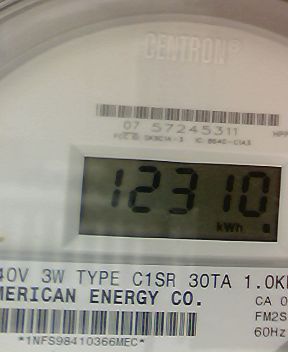 CENTRON®
07 57245311
12310
kWh
40V 3W TYPE C1SR 30TA 1.0K
MERICAN ENERGY CO.
CA 0
FM2S
60Hz
*1NFS98410366MEC*